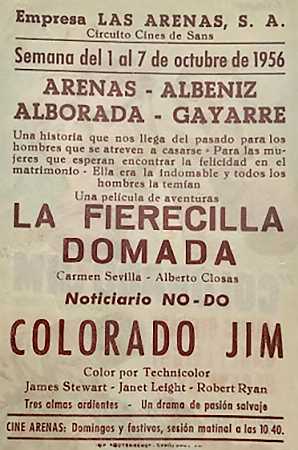 Empresa LAS ARENAS, S. A.
Circuito Cines de Sans
Semana del 1 al 7 de octubre de 1956
ARENAS - ALBENIZ
ALBORADA - GAYARRE
Una historia que nos llega del pasado para los
hombres que se atreven a casarse - Para las mu-
jeres que esperan encontrar la felicidad en el
matrimonio - Ella era la indomable y todos los
hombres la temían
Una película de aventuras
LA FIERECILLA
DOMADA
Carmen Sevilla - Alberto Closas
Noticiario NO-DO
COLORADO JIM
Color por Technicolor
James Stewart - Janet Leight - Robert Ryan
Tres almas ardientes - Un drama de pasión salvaje
CINE ARENAS: Domingos y festivos, sesión matinal a las 10.40.